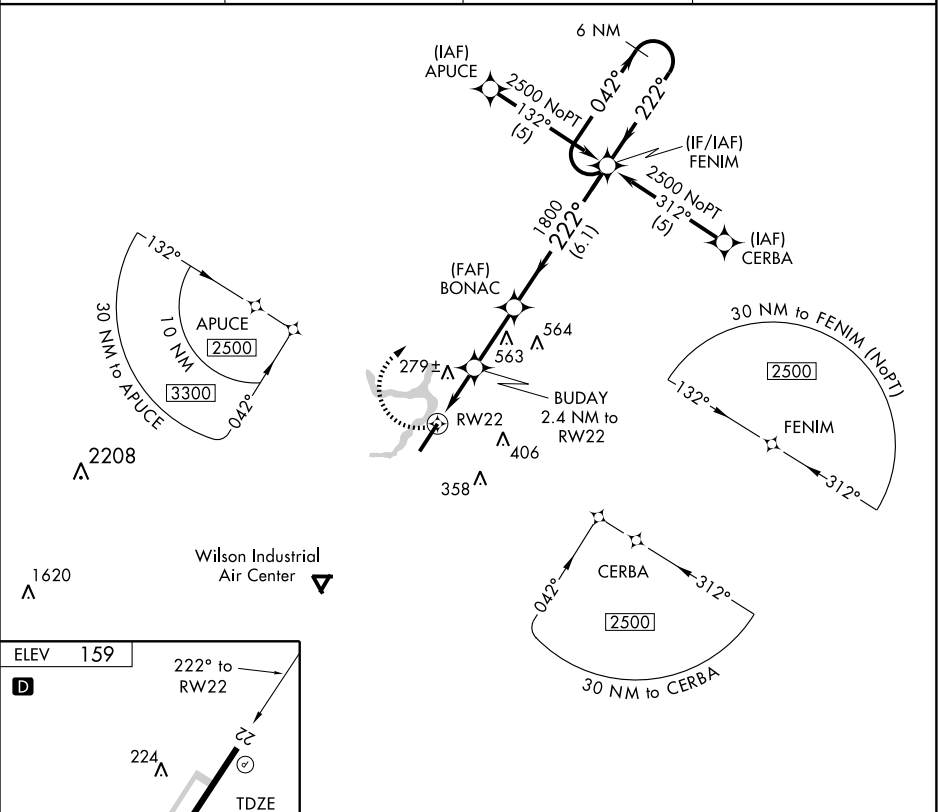 6 NM
(IAF)
APUCE
2500 NoPT
132°
(5)
042°
222°
(IF/IAF)
FENIM
2500 NoPT
312°
(5)
(IAF)
CERBA
1800
222°
(6.1)
(FAF)
BONAC
564
563
279±
BUDAY
2.4 NM to
RW22
RW22
406
358
132°
APUCE
2500
10 NM
3300
30 NM to APUCE
042°
30 NM to FENIM (NoPT)
2500
132°
FENIM
312°
2208
1620
Wilson Industrial
Air Center
CERBA
042°
312°
2500
30 NM to CERBA
ELEV 159
D
222° to
RW22
22
P
224
TDZE